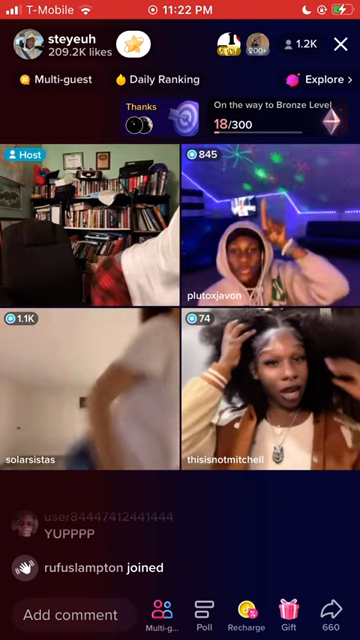 T-Mobile
11:22 PM
steyeuh
209.2K likes
200+
1.2K
Multi-guest
Daily Ranking
Explore >
Thanks
On the way to Bronze Level
18/300
Host
845
plutoxjavon
1.1K
74
solarsistas
thisisnotmitchell
user84447412441444
YUPPPP
rufuslampton joined
Add comment
Multi-g...
Poll
Recharge
Gift
660